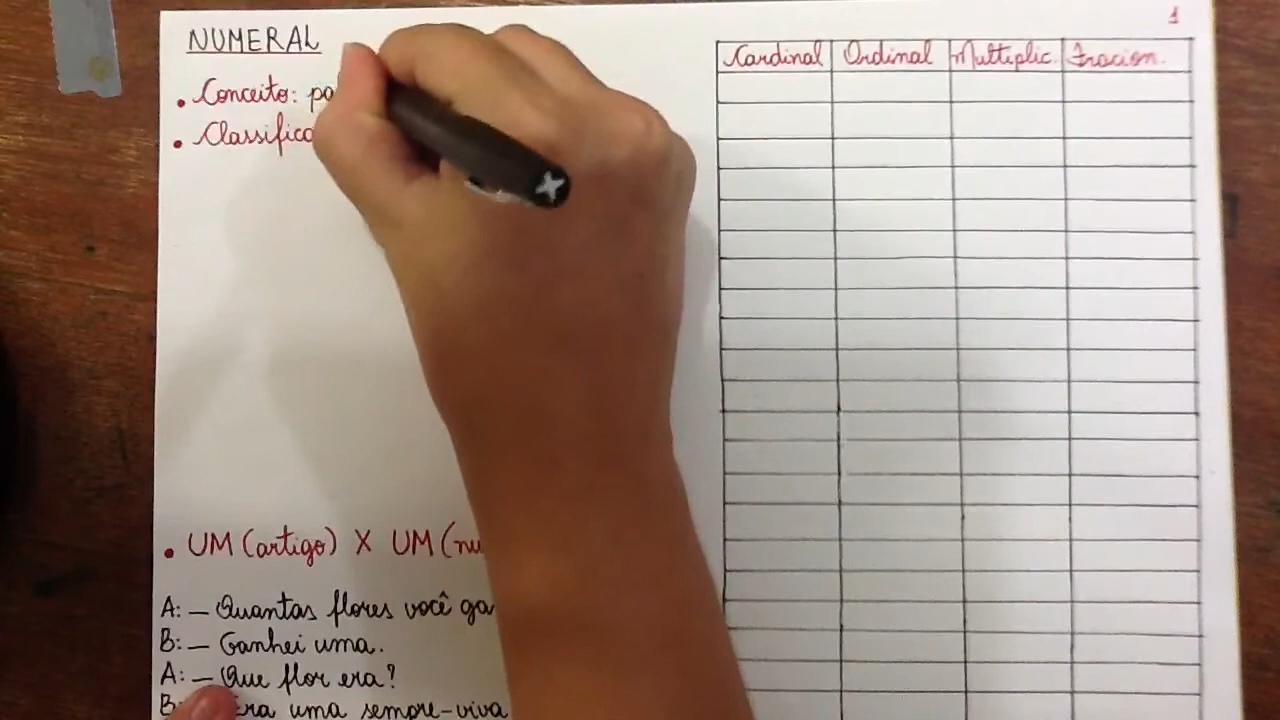 NUMERAL
1
• Conceito: pa
• Classifica
Cardinal Ordinal Multiplic. Fracion.
• UM (artigo) X UM (nu
A: — Quantas flores você ga
B: — Ganhei uma.
A: — Que flor era?
B: Era uma sempre-viva